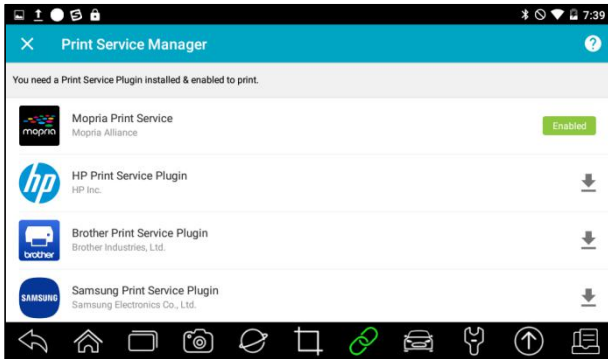 7:39
Print Service Manager
?
You need a Print Service Plugin installed & enabled to print.
mopria
Mopria Print Service
Mopria Alliance
Enabled
hp
HP Print Service Plugin
HP Inc.
brother
Brother Print Service Plugin
Brother Industries, Ltd.
SAMSUNG
Samsung Print Service Plugin
Samsung Electronics Co., Ltd.